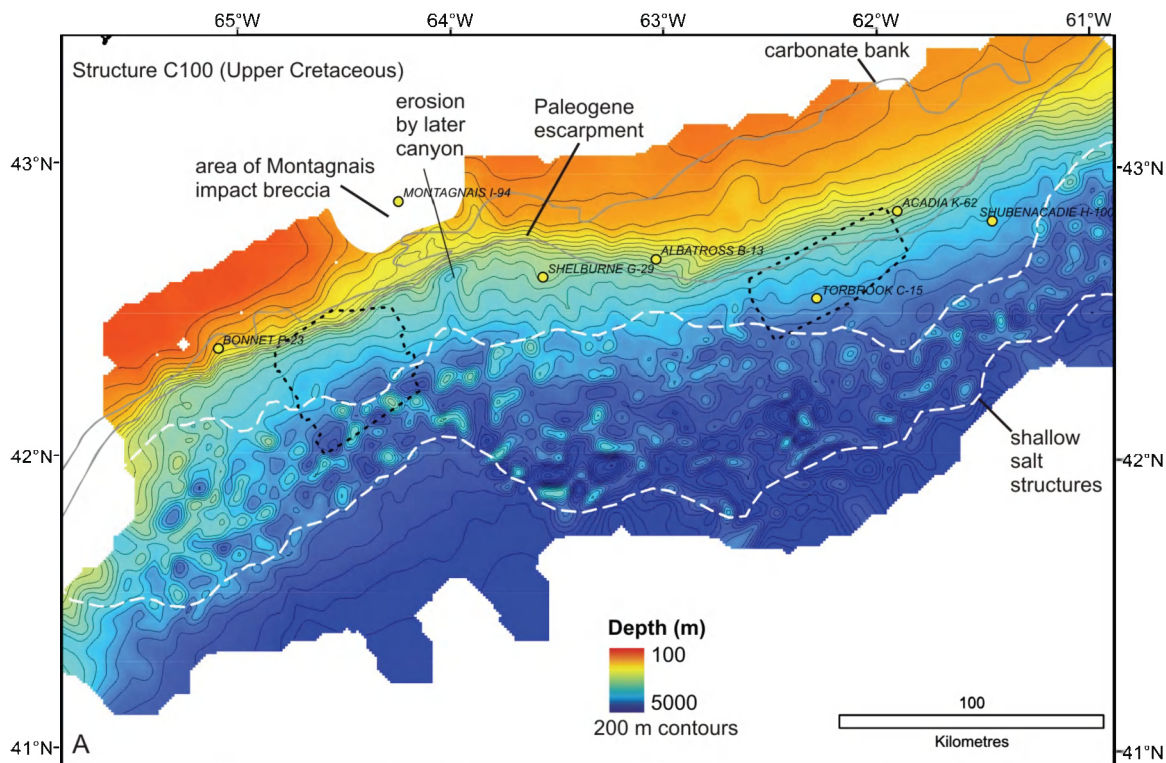 65°W
64°W
63°W
62°W
61°W
Structure C100 (Upper Cretaceous)
carbonate bank
erosion
by later
canyon
Paleogene
escarpment
43°N
43°N
area of Montagnais
impact breccia
MONTAGNAIS I-94
ACADIA K-62
SHUBENACADIE H-100
ALBATROSS B-13
SHELBURNE G-29
TORBROOK C-15
BONNET P-23
42°N
42°N
shallow
salt
structures
Depth (m)
100
5000
200 m contours
100
Kilometres
A
41°N
41°N